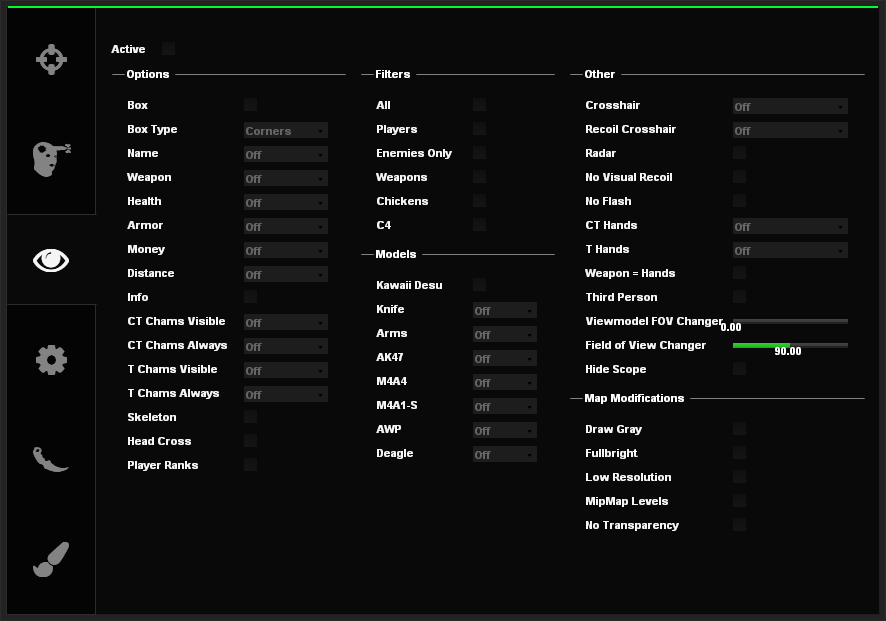 Active
Options
Box
Box Type Corners
Name Off
Weapon Off
Health Off
Armor Off
Money Off
Distance Off
Info
CT Chams Visible Off
CT Chams Always Off
T Chams Visible Off
T Chams Always Off
Skeleton
Head Cross
Player Ranks
Filters
All
Players
Enemies Only
Weapons
Chickens
C4
Models
Kawaii Desu
Knife Off
Arms Off
AK47 Off
M4A4 Off
M4A1-S Off
AWP Off
Deagle Off
Other
Crosshair Off
Recoil Crosshair Off
Radar
No Visual Recoil
No Flash
CT Hands Off
T Hands Off
Weapon = Hands
Third Person
Viewmodel FOV Changer 0.00
Field of View Changer 90.00
Hide Scope
Map Modifications
Draw Gray
Fullbright
Low Resolution
MipMap Levels
No Transparency